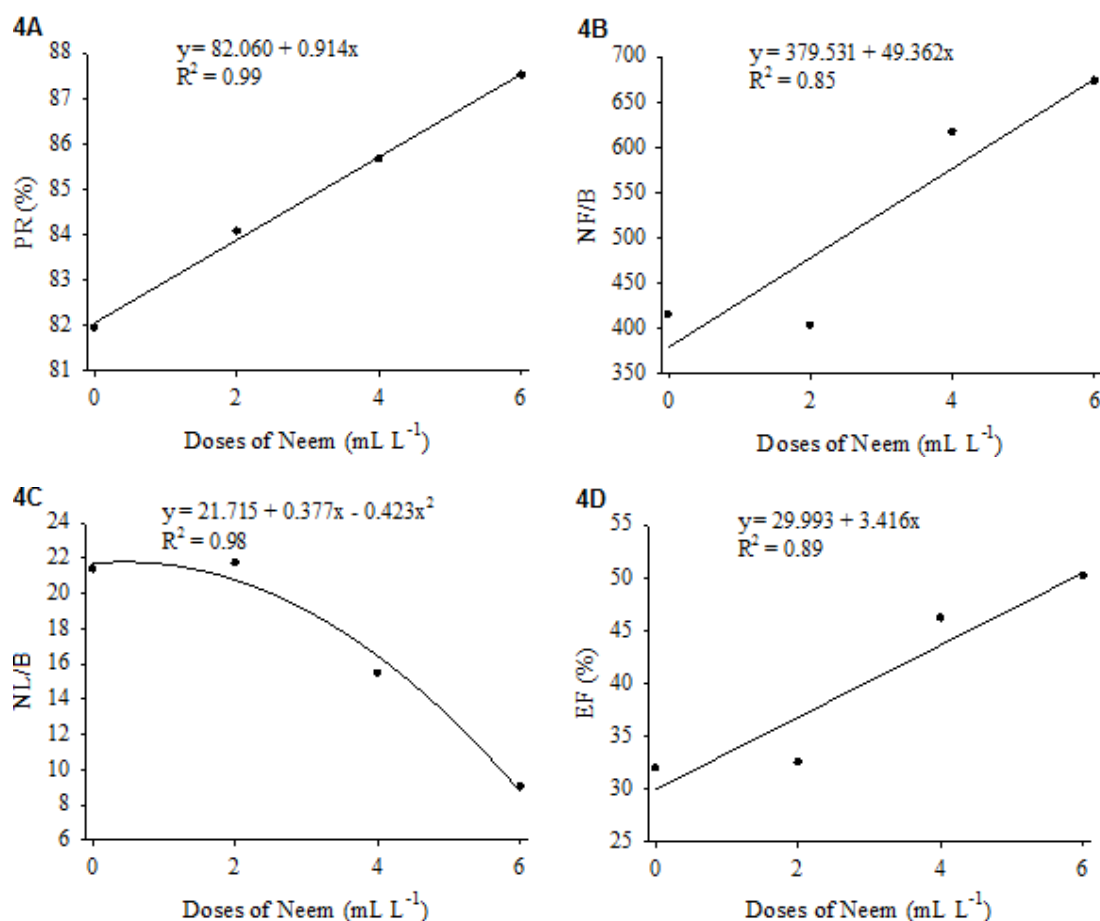 4A
y= 82.060 + 0.914x
R² = 0.99
88
87
86
85
84
83
82
81
PR (%)
0 2 4 6
Doses of Neem (mL L⁻¹)
4B
y = 379.531 + 49.362x
R² = 0.85
700
650
600
550
500
450
400
350
NF/B
0 2 4 6
Doses of Neem (mL L⁻¹)
4C
y = 21.715 + 0.377x - 0.423x²
R² = 0.98
24
22
20
18
16
14
12
10
8
6
NL/B
0 2 4 6
Doses of Neem (mL L⁻¹)
4D
y= 29.993 + 3.416x
R² = 0.89
55
50
45
40
35
30
25
EF (%)
0 2 4 6
Doses of Neem (mL L⁻¹)